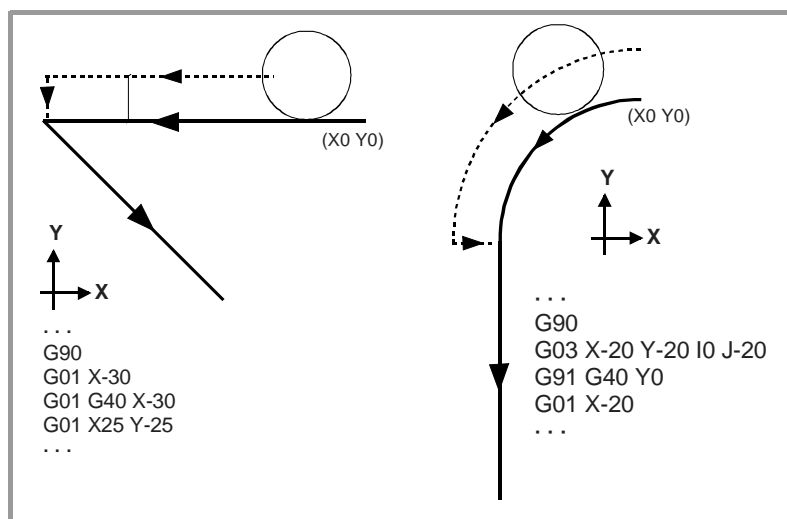 (X0 Y0)
Y
X
. . .
G90
G01 X-30
G01 G40 X-30
G01 X25 Y-25
. . .
(X0 Y0)
Y
X
. . .
G90
G03 X-20 Y-20 I0 J-20
G91 G40 Y0
G01 X-20
. . .